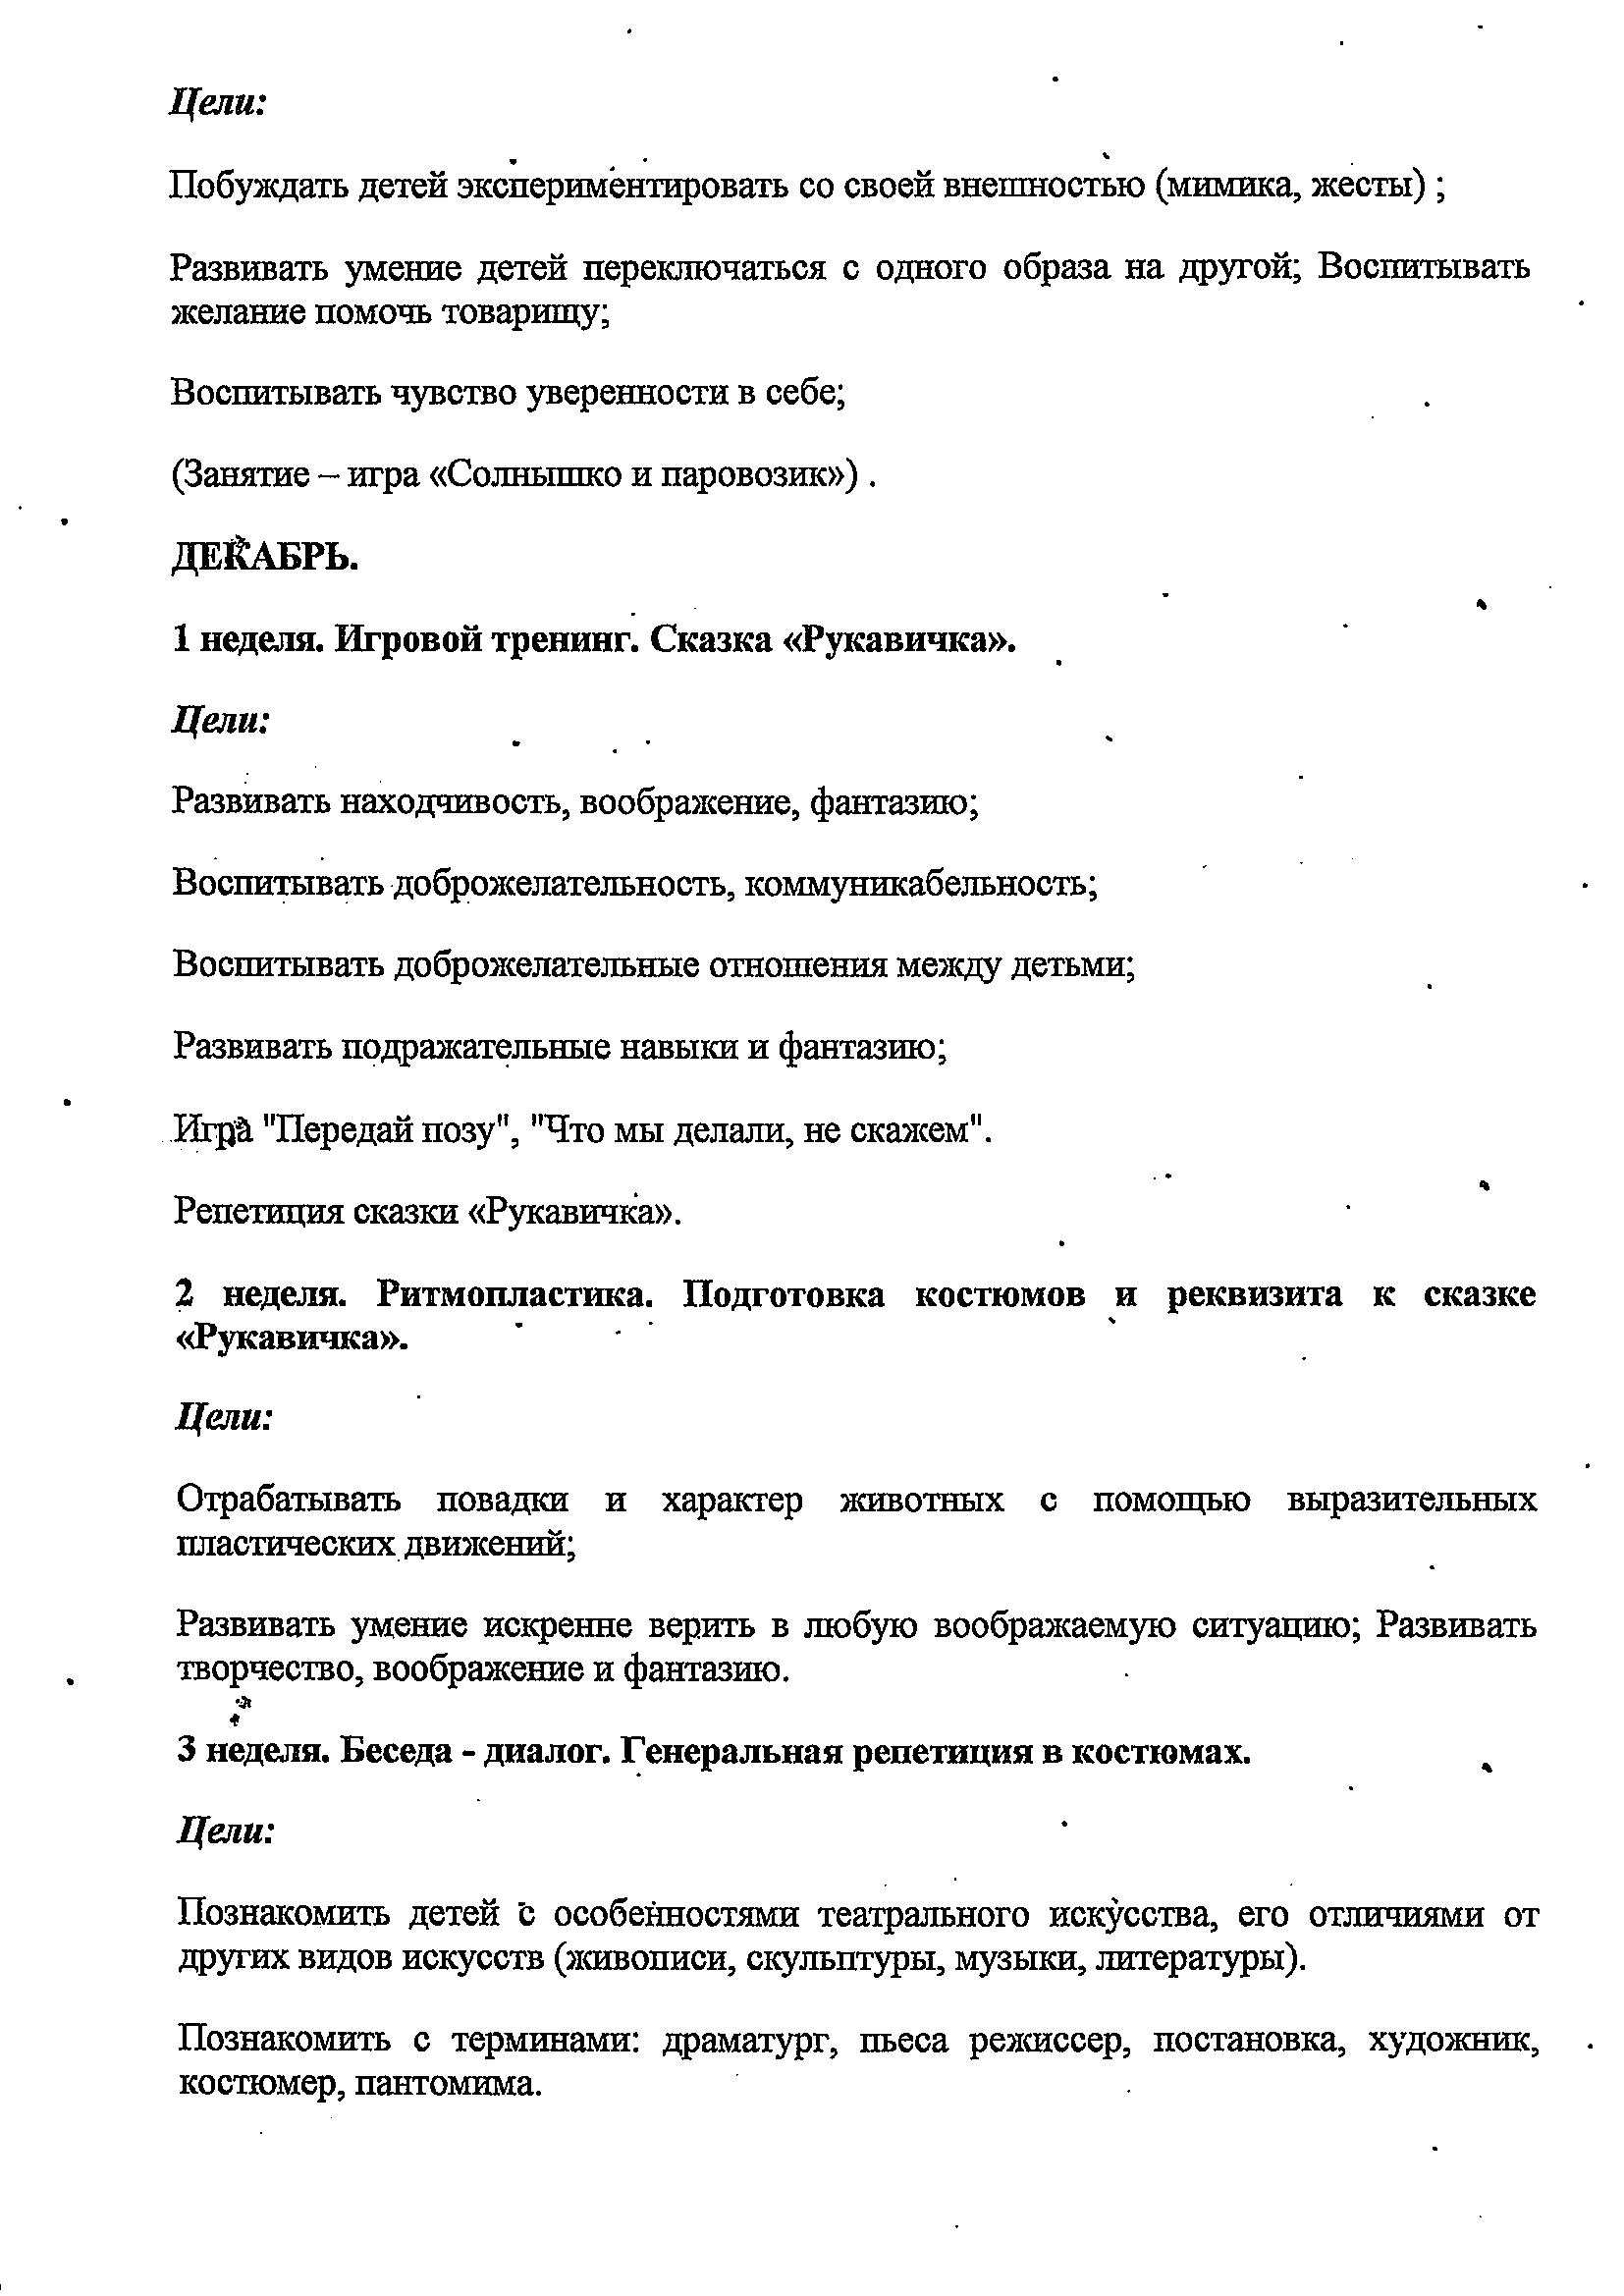 Цели:
Побуждать детей экспериментировать со своей внешностью (мимика, жесты) ;
Развивать умение детей переключаться с одного образа на другой; Воспитывать
желание помочь товарищу;
Воспитывать чувство уверенности в себе;
(Занятие – игра «Солнышко и паровозик») .
ДЕКАБРЬ.
1 неделя. Игровой тренинг. Сказка «Рукавичка».
Цели:
Развивать находчивость, воображение, фантазию;
Воспитывать доброжелательность, коммуникабельность;
Воспитывать доброжелательные отношения между детьми;
Развивать подражательные навыки и фантазию;
Игра "Передай позу", "Что мы делали, не скажем".
Репетиция сказки «Рукавичка».
2 неделя. Ритмопластика. Подготовка костюмов и реквизита к сказке
«Рукавичка».
Цели:
Отрабатывать повадки и характер животных с помощью выразительных
пластических движений;
Развивать умение искренне верить в любую воображаемую ситуацию; Развивать
творчество, воображение и фантазию.
3 неделя. Беседа - диалог. Генеральная репетиция в костюмах.
Цели:
Познакомить детей с особенностями театрального искусства, его отличиями от
других видов искусств (живописи, скульптуры, музыки, литературы).
Познакомить с терминами: драматург, пьеса режиссер, постановка, художник,
костюмер, пантомима.